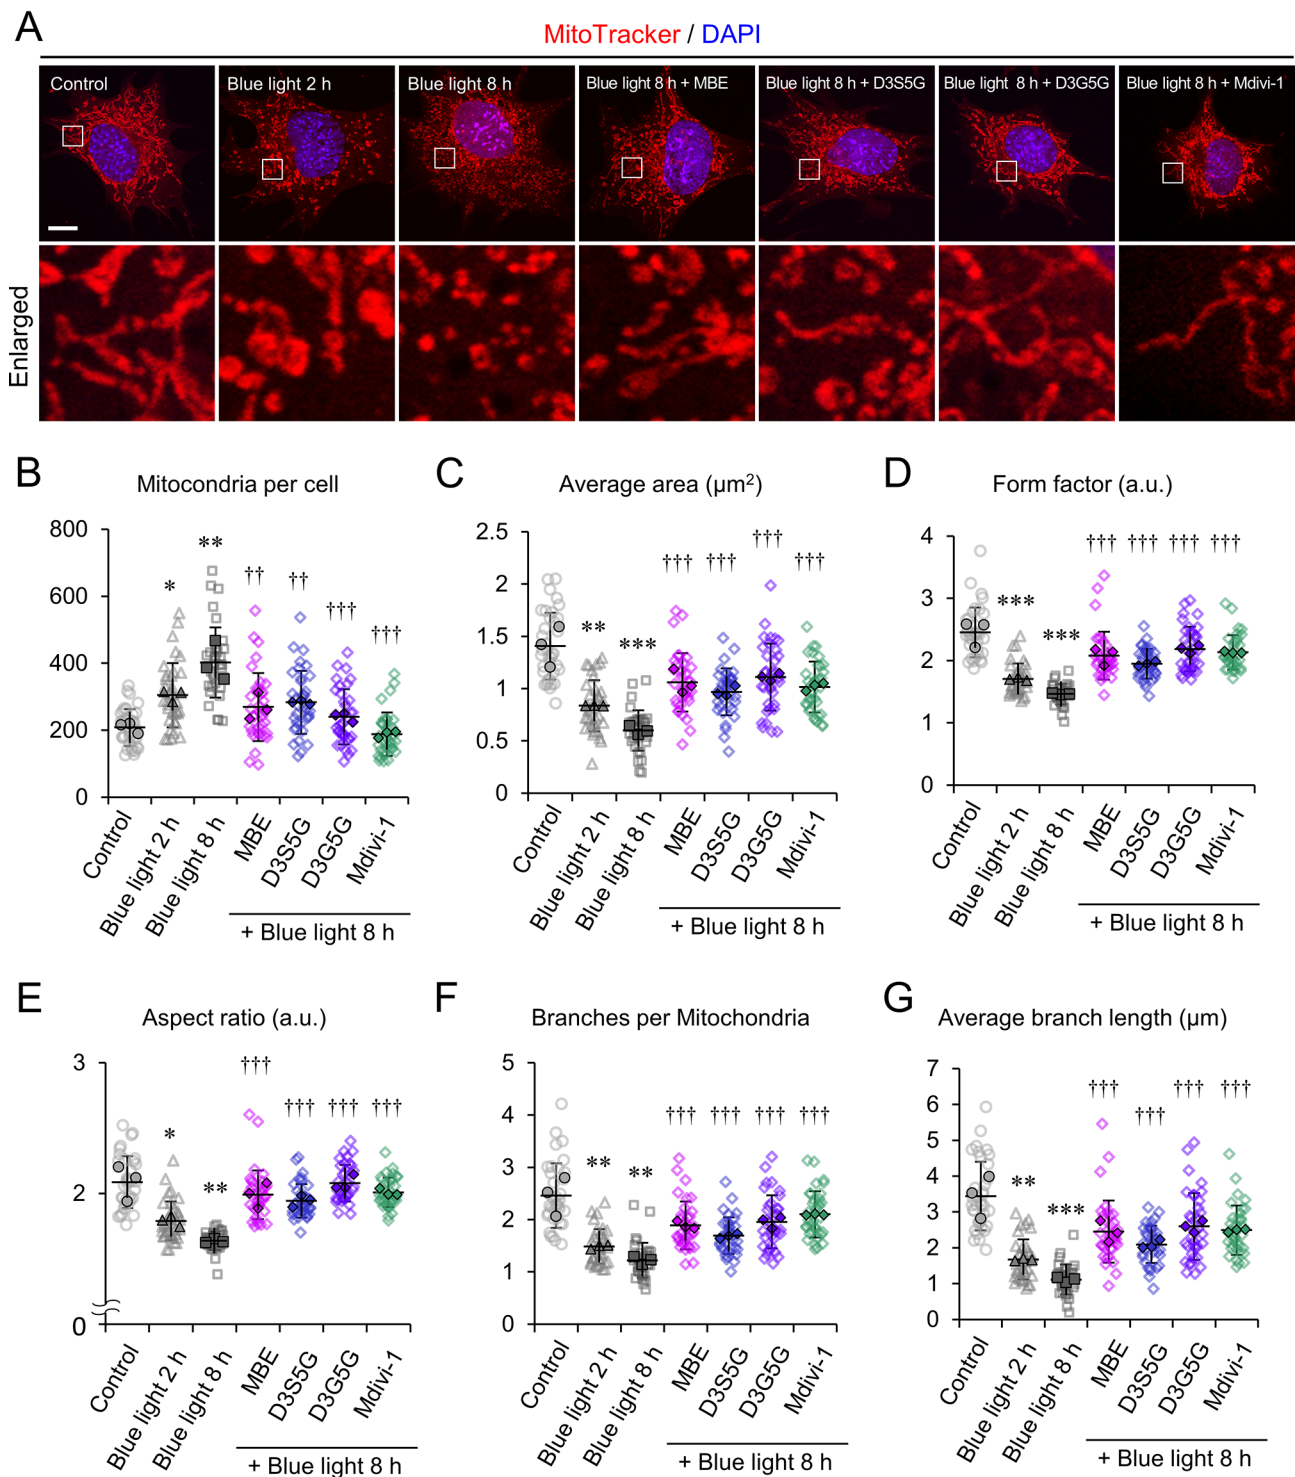 A
MitoTracker / DAPI
Control
Blue light 2 h
Blue light 8 h
Blue light 8 h + MBE
Blue light 8 h + D3S5G
Blue light 8 h + D3G5G
Blue light 8 h + Mdivi-1
Enlarged
B
Mitocondria per cell
800
600
400
200
0
*
**
††
††
†††
†††
Control
Blue light 2 h
Blue light 8 h
MBE
D3S5G
D3G5G
Mdivi-1
+ Blue light 8 h
C
Average area (µm²)
2.5
2
1.5
1
0.5
0
**
***
†††
†††
†††
†††
Control
Blue light 2 h
Blue light 8 h
MBE
D3S5G
D3G5G
Mdivi-1
+ Blue light 8 h
D
Form factor (a.u.)
4
3
2
1
0
***
***
†††
†††
†††
†††
Control
Blue light 2 h
Blue light 8 h
MBE
D3S5G
D3G5G
Mdivi-1
+ Blue light 8 h
E
Aspect ratio (a.u.)
3
2
0
*
**
†††
†††
†††
†††
Control
Blue light 2 h
Blue light 8 h
MBE
D3S5G
D3G5G
Mdivi-1
+ Blue light 8 h
F
Branches per Mitochondria
5
4
3
2
1
0
**
**
†††
†††
†††
†††
Control
Blue light 2 h
Blue light 8 h
MBE
D3S5G
D3G5G
Mdivi-1
+ Blue light 8 h
G
Average branch length (µm)
7
6
5
4
3
2
1
0
**
***
†††
†††
†††
†††
Control
Blue light 2 h
Blue light 8 h
MBE
D3S5G
D3G5G
Mdivi-1
+ Blue light 8 h